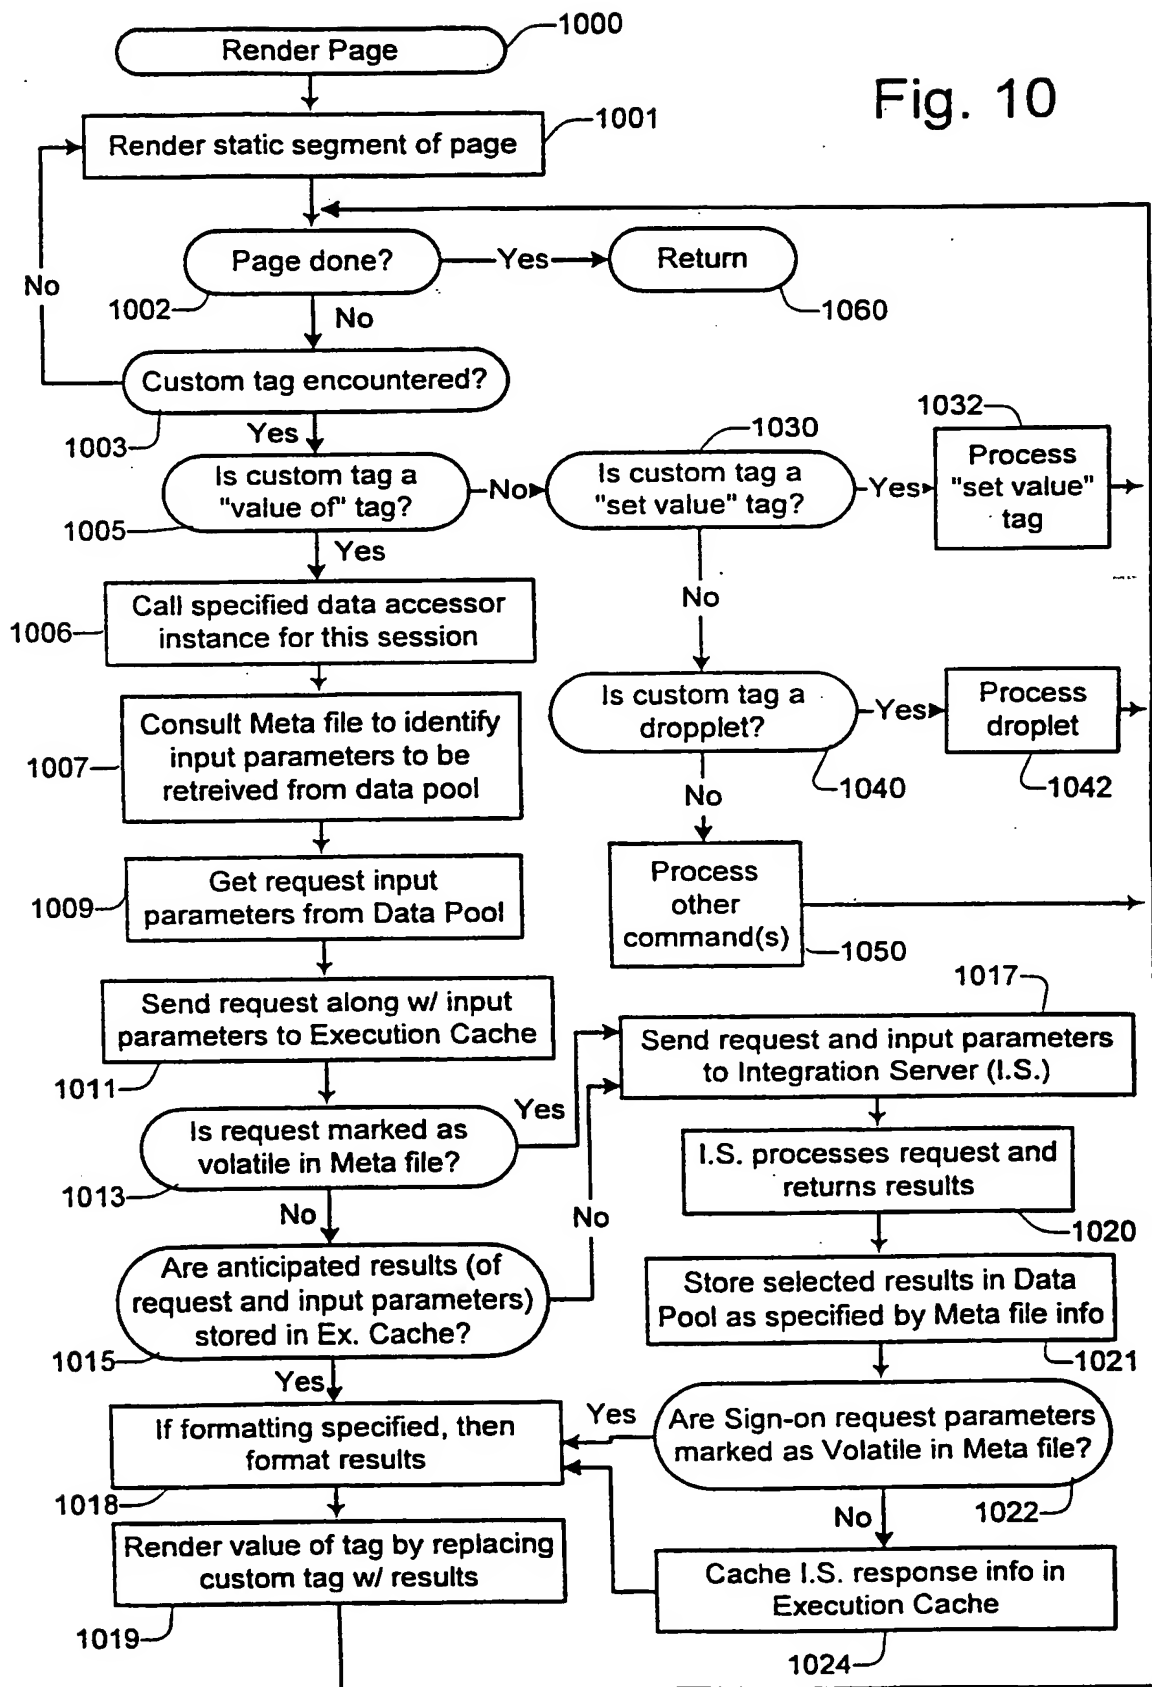 1000
Render Page
Fig. 10
1001
Render static segment of page
Page done?
Yes
Return
No
1002
1060
No
Custom tag encountered?
1003
Yes
1030
1032
Is custom tag a
"value of" tag?
No
Is custom tag a
"set value" tag?
Yes
Process
"set value"
tag
1005
Yes
No
Call specified data accessor
instance for this session
1006
Is custom tag a
dropplet?
Yes
Process
droplet
1040
1042
Consult Meta file to identify
input parameters to be
retreived from data pool
1007
No
Process
other
command(s)
1050
Get request input
parameters from Data Pool
1009
Send request along w/ input
parameters to Execution Cache
1011
1017
Send request and input parameters
to Integration Server (I.S.)
Is request marked as
volatile in Meta file?
Yes
1013
No
I.S. processes request and
returns results
1020
Are anticipated results (of
request and input parameters)
stored in Ex. Cache?
No
1015
Yes
Store selected results in Data
Pool as specified by Meta file info
1021
Are Sign-on request parameters
marked as Volatile in Meta file?
Yes
1022
No
If formatting specified, then
format results
1018
Render value of tag by replacing
custom tag w/ results
1019
Cache I.S. response info in
Execution Cache
1024